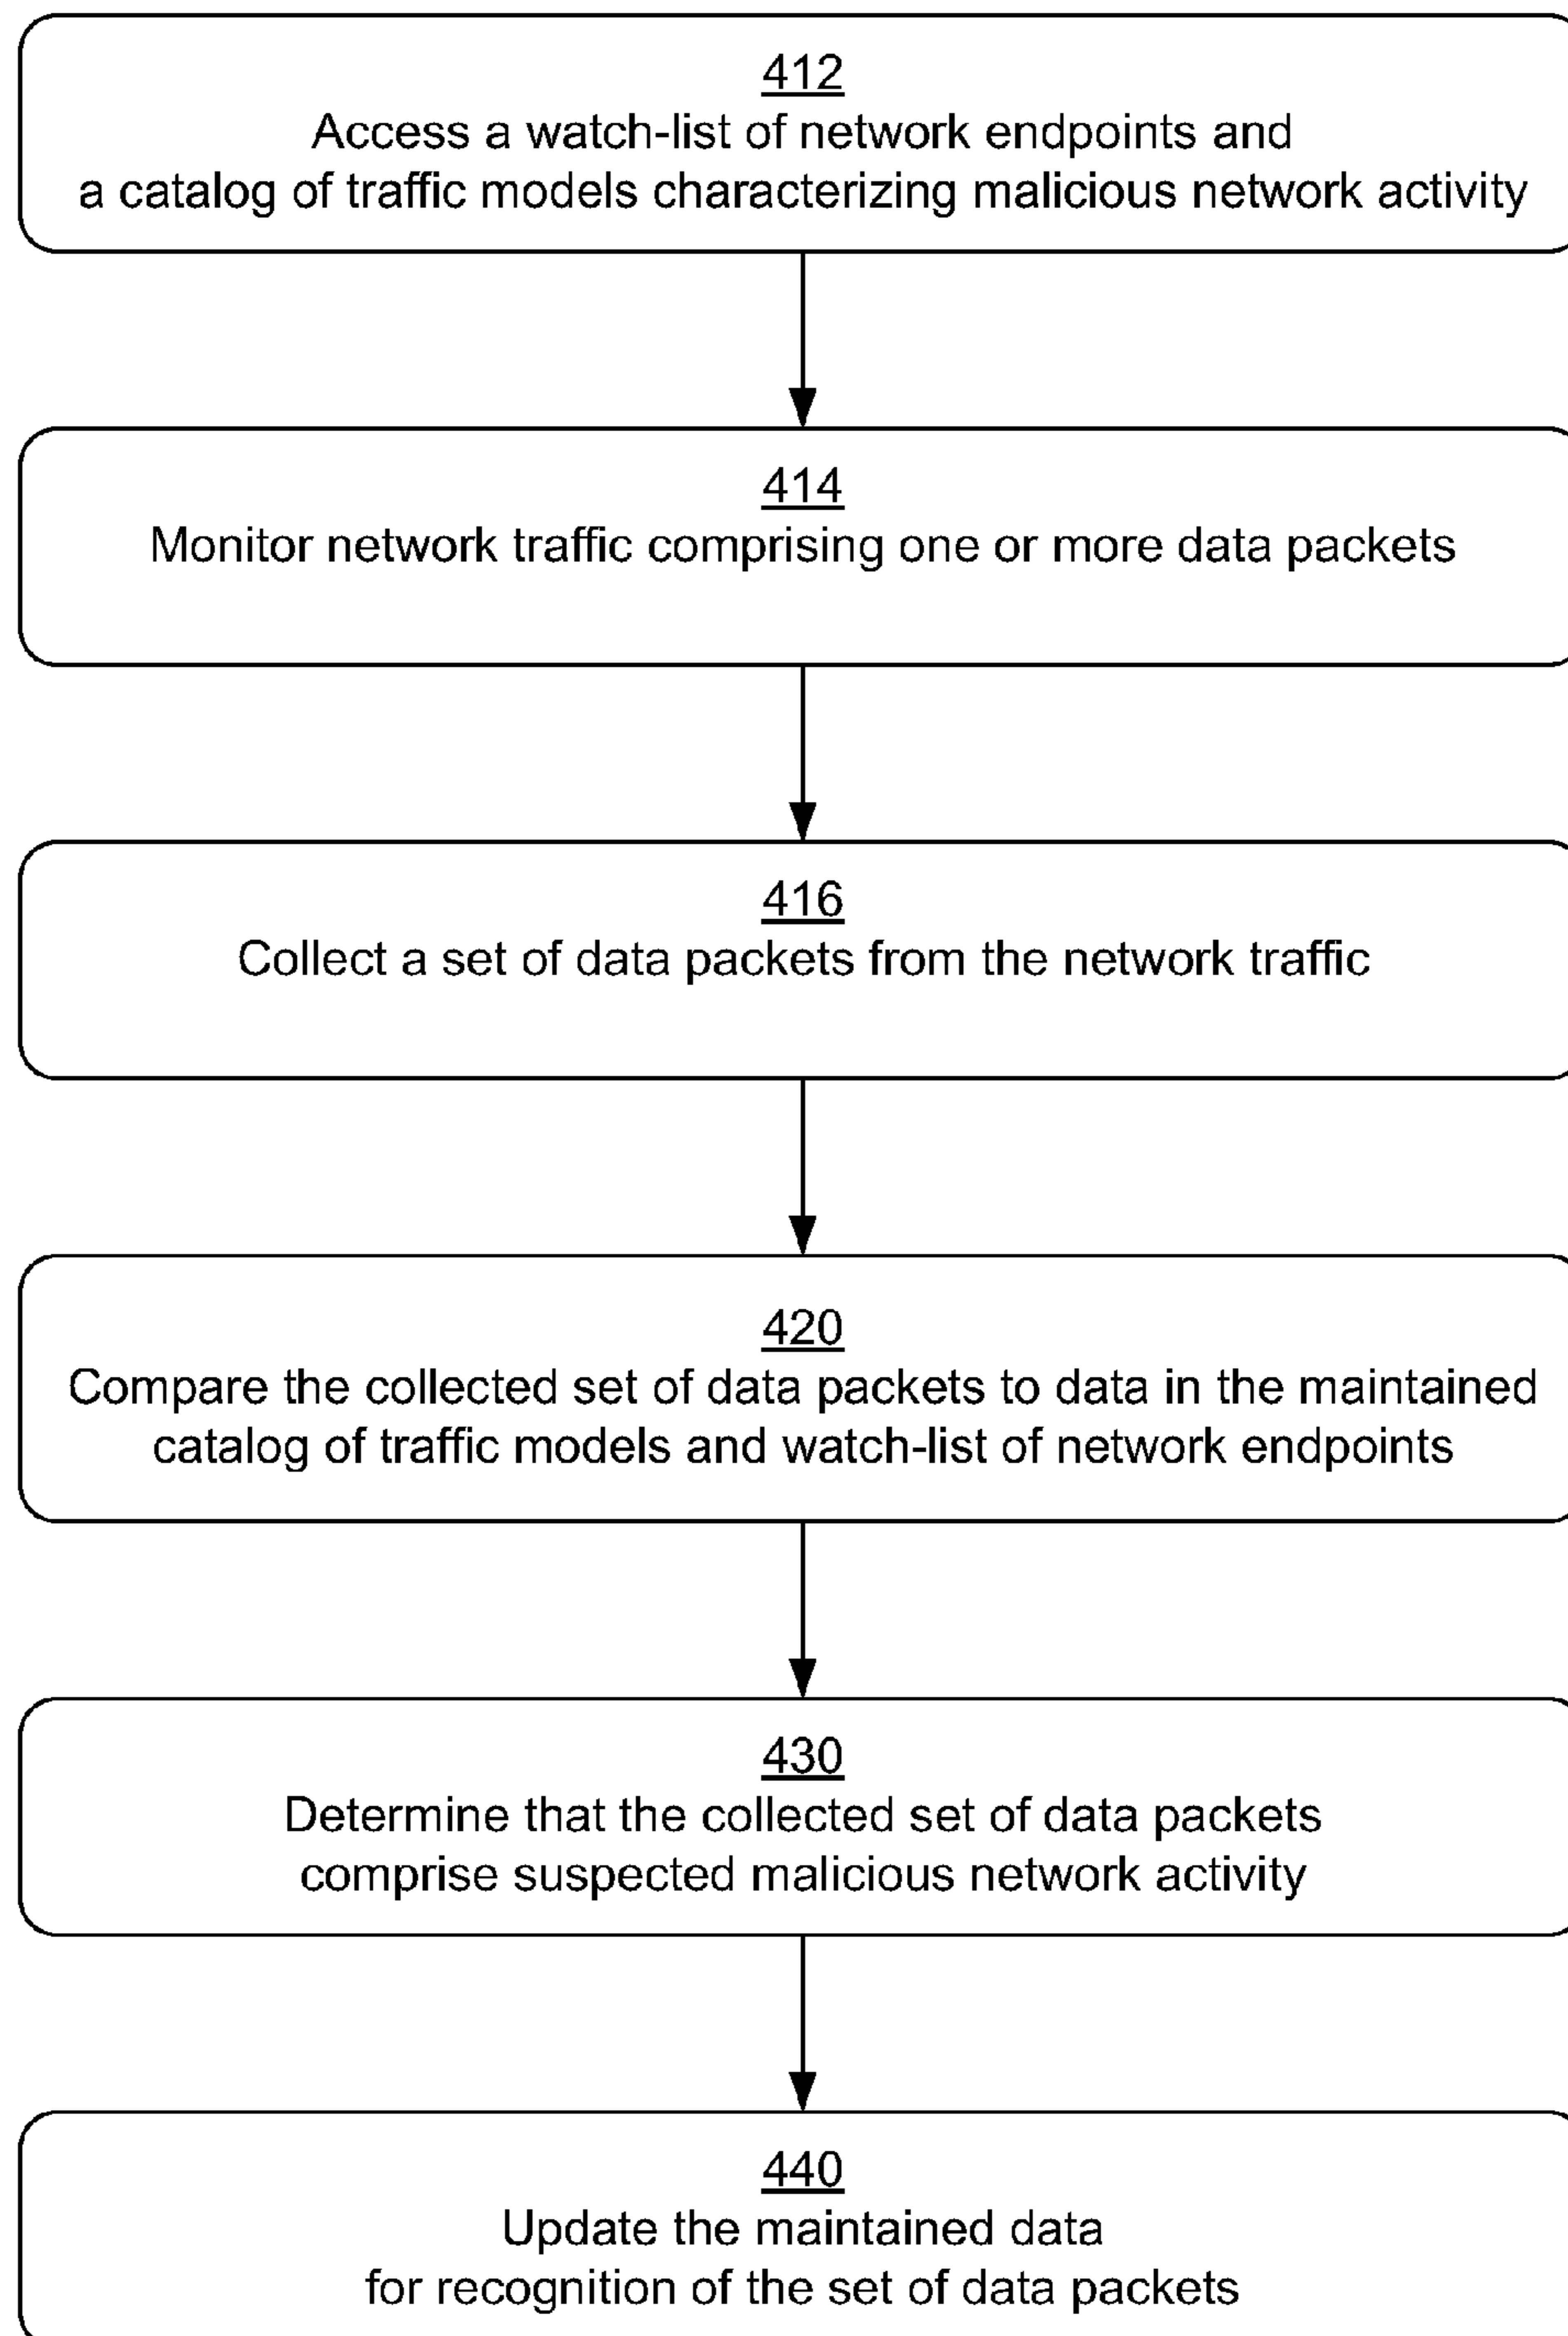 412
Access a watch-list of network endpoints and
a catalog of traffic models characterizing malicious network activity
414
Monitor network traffic comprising one or more data packets
416
Collect a set of data packets from the network traffic
420
Compare the collected set of data packets to data in the maintained
catalog of traffic models and watch-list of network endpoints
430
Determine that the collected set of data packets
comprise suspected malicious network activity
440
Update the maintained data
for recognition of the set of data packets